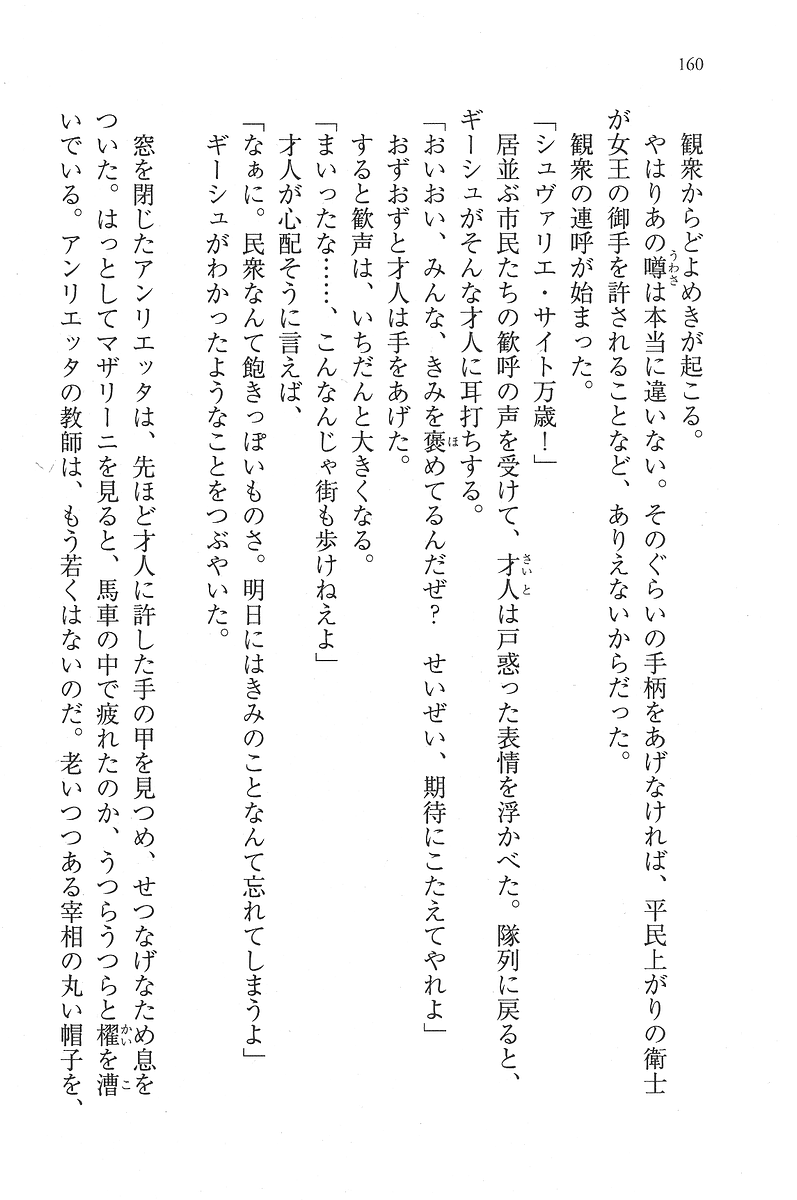 160
観衆からどよめきが起こる。
やはりあの噂は本当に違いない。そのぐらいの手柄をあげなければ、平民上がりの衛士
が女王の御手を許されることなど、ありえないからだった。
観衆の連呼が始まった。
「シュヴァリエ・サイト万歳！」
居並ぶ市民たちの歓呼の声を受けて、才人は戸惑った表情を浮かべた。隊列に戻ると、
ギーシュがそんな才人に耳打ちする。
「おいおい、みんな、きみを褒めてるんだぜ？　せいぜい、期待にこたえてやれよ」
おずおずと才人は手をあげた。
すると歓声は、いちだんと大きくなる。
「まいったな……、こんなんじゃ街も歩けねえよ」
才人が心配そうに言えば、
「なぁに。民衆なんて飽きっぽいものさ。明日にはきみのことなんて忘れてしまうよ」
ギーシュがわかったようなことをつぶやいた。
窓を閉じたアンリエッタは、先ほど才人に許した手の甲を見つめ、せつなげなため息を
ついた。はっとしてマザリーニを見ると、馬車の中で疲れたのか、うつらうつらと櫂を漕
いでいる。アンリエッタの教師は、もう若くはないのだ。老いつつある宰相の丸い帽子を、